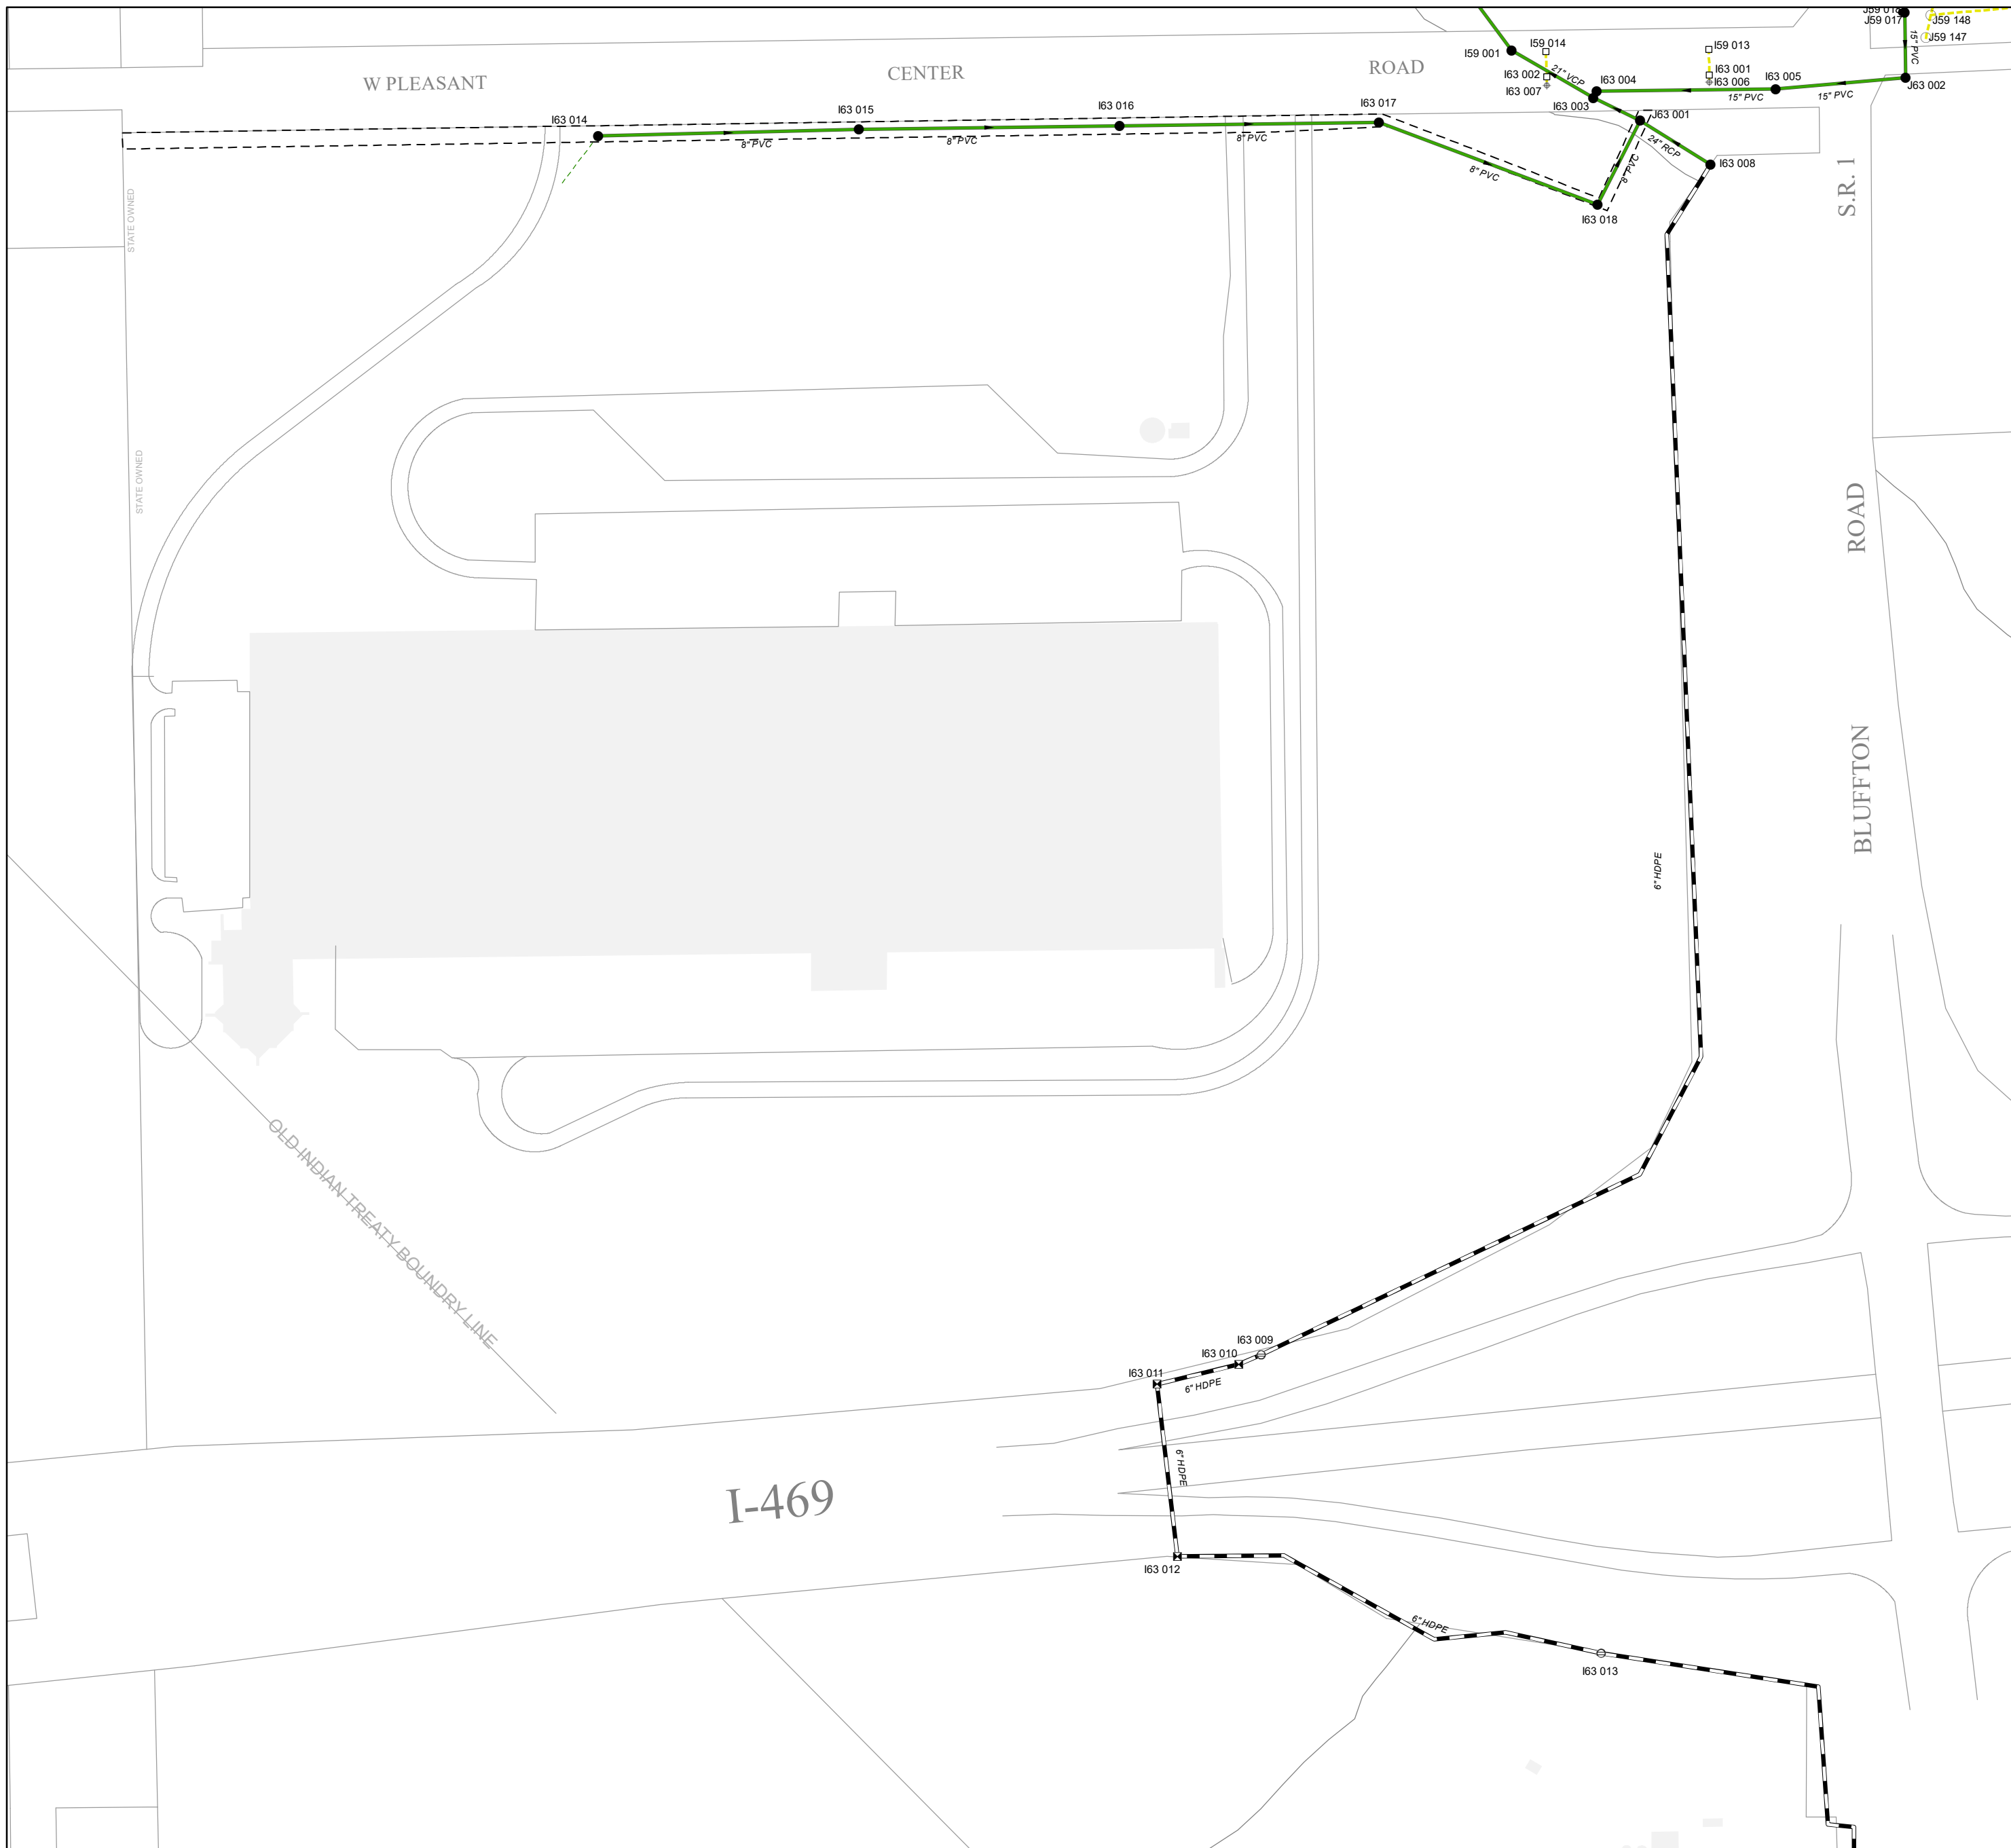 J59 018
J59 017
J59 148
J59 147
15" PVC
I59 001
I59 014
I59 013
21" VCP
I63 002
I63 007
I63 004
I63 003
I63 001
I63 006
I63 005
J63 002
15" PVC
15" PVC
W PLEASANT
CENTER
ROAD
I63 014
I63 015
I63 016
I63 017
J63 001
8" PVC
8" PVC
8" PVC
8" PVC
8" PVC
24" RCP
I63 008
I63 018
S.R. 1
STATE OWNED
STATE OWNED
ROAD
BLUFFTON
6" HDPE
OLD INDIAN TREATY BOUNDRY LINE
I63 009
I63 010
I63 011
6" HDPE
6" HDPE
I-469
I63 012
6" HDPE
I63 013